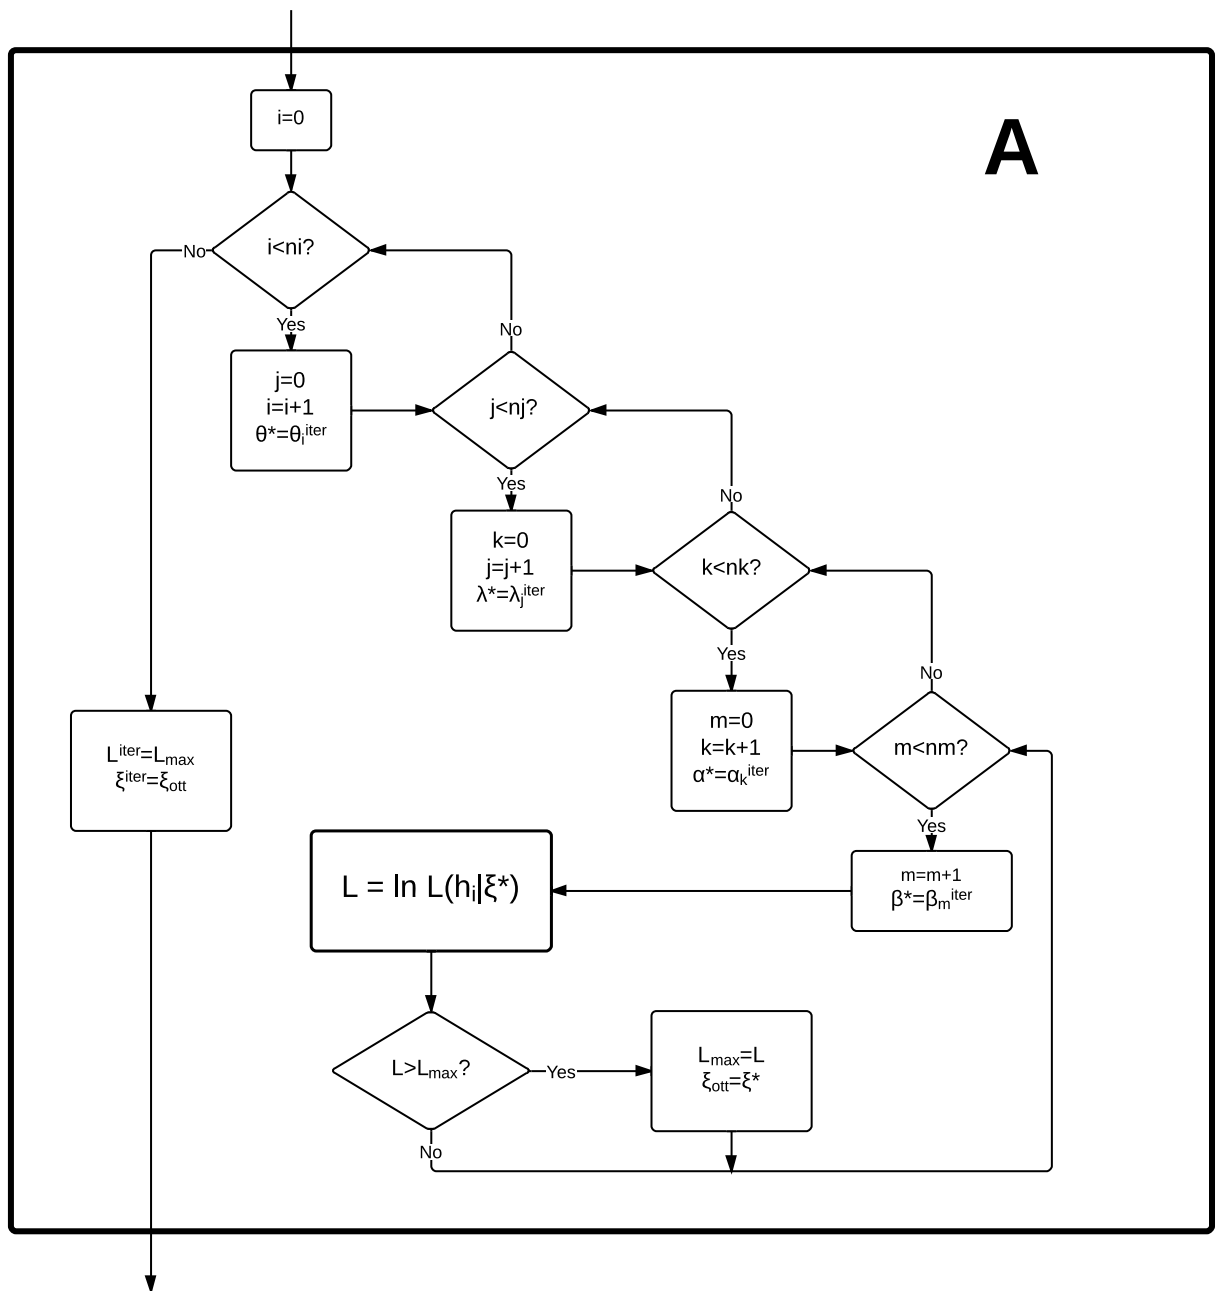 i=0
A
i<ni?
No
Yes
No
j=0
i=i+1
θ*=θᵢⁱᵗᵉʳ
j<nj?
Yes
No
k=0
j=j+1
λ*=λⱼⁱᵗᵉʳ
k<nk?
Yes
No
m=0
k=k+1
α*=αₖⁱᵗᵉʳ
m<nm?
Lⁱᵗᵉʳ=Lₘₐₓ
ξⁱᵗᵉʳ=ξₒₜₜ
Yes
m=m+1
β*=βₘⁱᵗᵉʳ
L = ln L(hᵢ|ξ*)
L>Lₘₐₓ?
Yes
Lₘₐₓ=L
ξₒₜₜ=ξ*
No